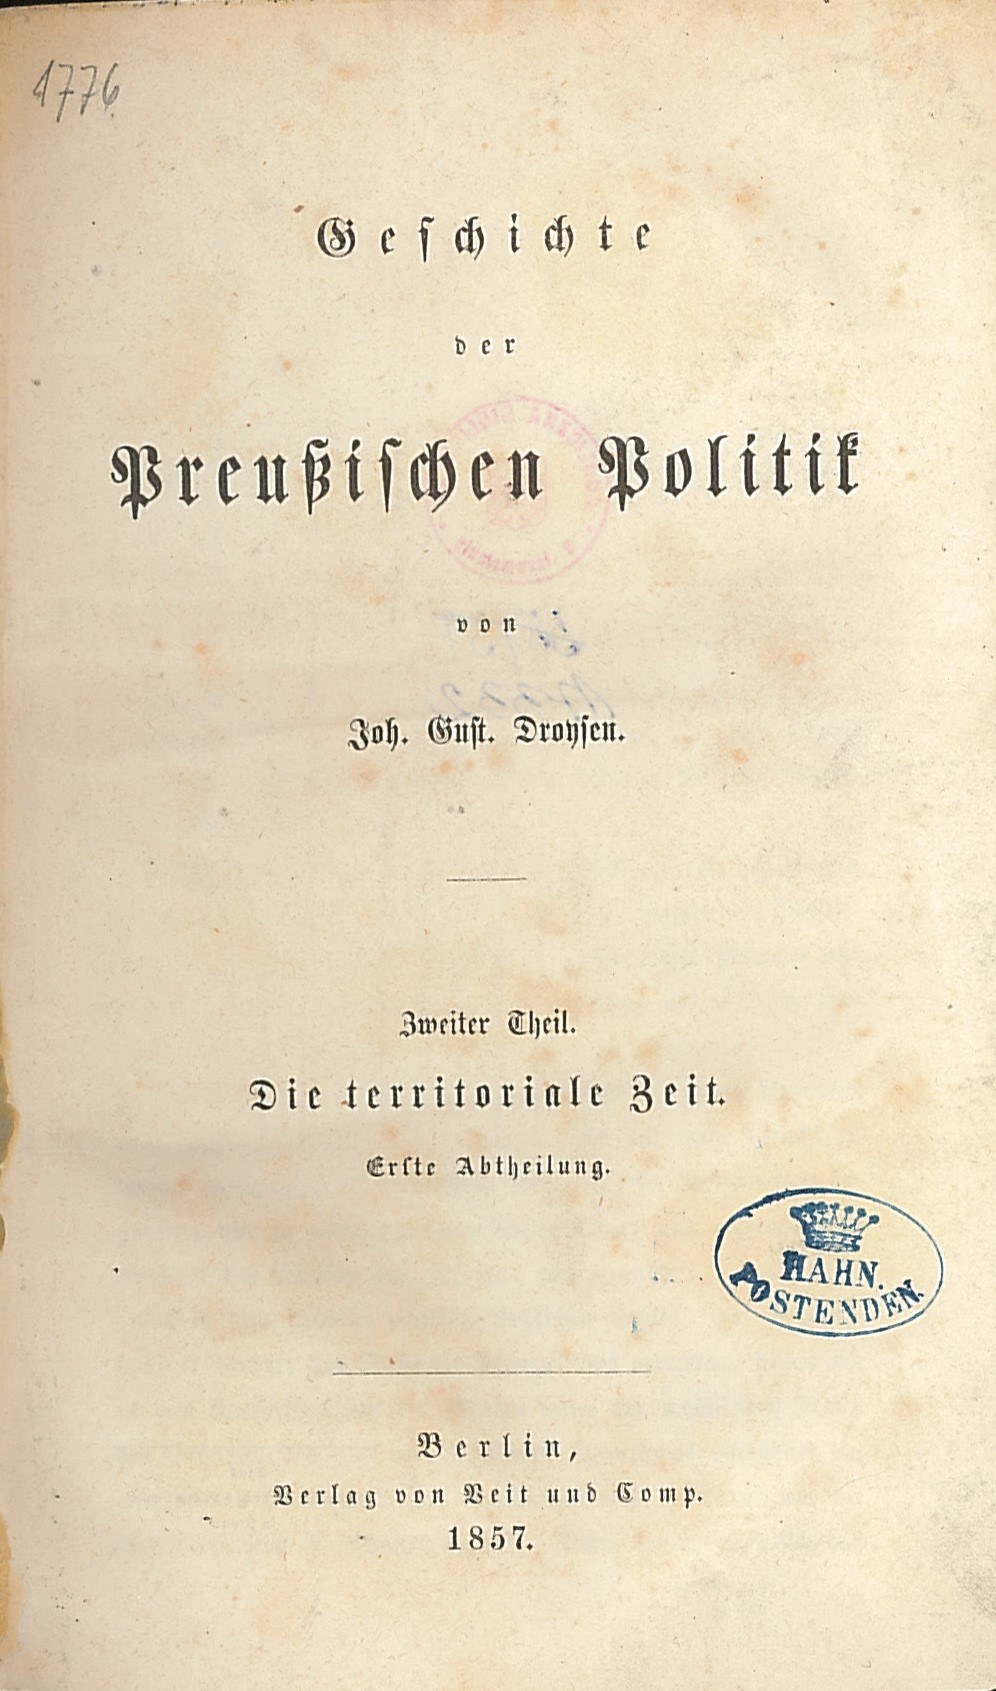 1776
Geschichte
der
Preußischen Politik
von
Joh. Gust. Droysen.
Zweiter Theil.
Die territoriale Zeit.
Erste Abtheilung.
HAHN.
POSTENDEN.
Berlin,
Verlag von Veit und Comp.
1857.